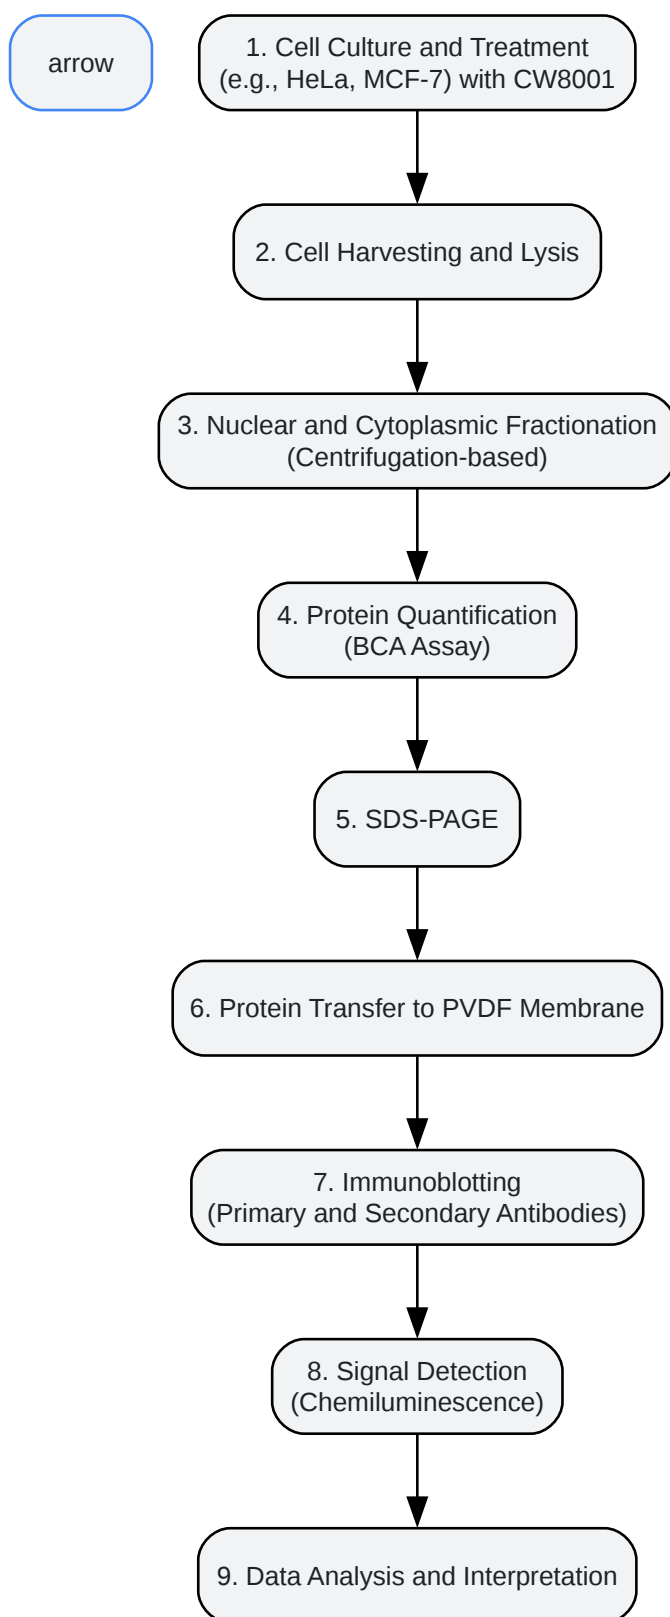 arrow
1. Cell Culture and Treatment
(e.g., HeLa, MCF-7) with CW8001
2. Cell Harvesting and Lysis
3. Nuclear and Cytoplasmic Fractionation
(Centrifugation-based)
4. Protein Quantification
(BCA Assay)
5. SDS-PAGE
6. Protein Transfer to PVDF Membrane
7. Immunoblotting
(Primary and Secondary Antibodies)
8. Signal Detection
(Chemiluminescence)
9. Data Analysis and Interpretation